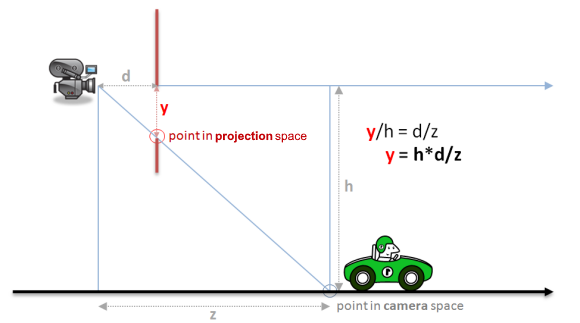 d
y
point in projection space
y/h = d/z
y = h*d/z
h
z
point in camera space